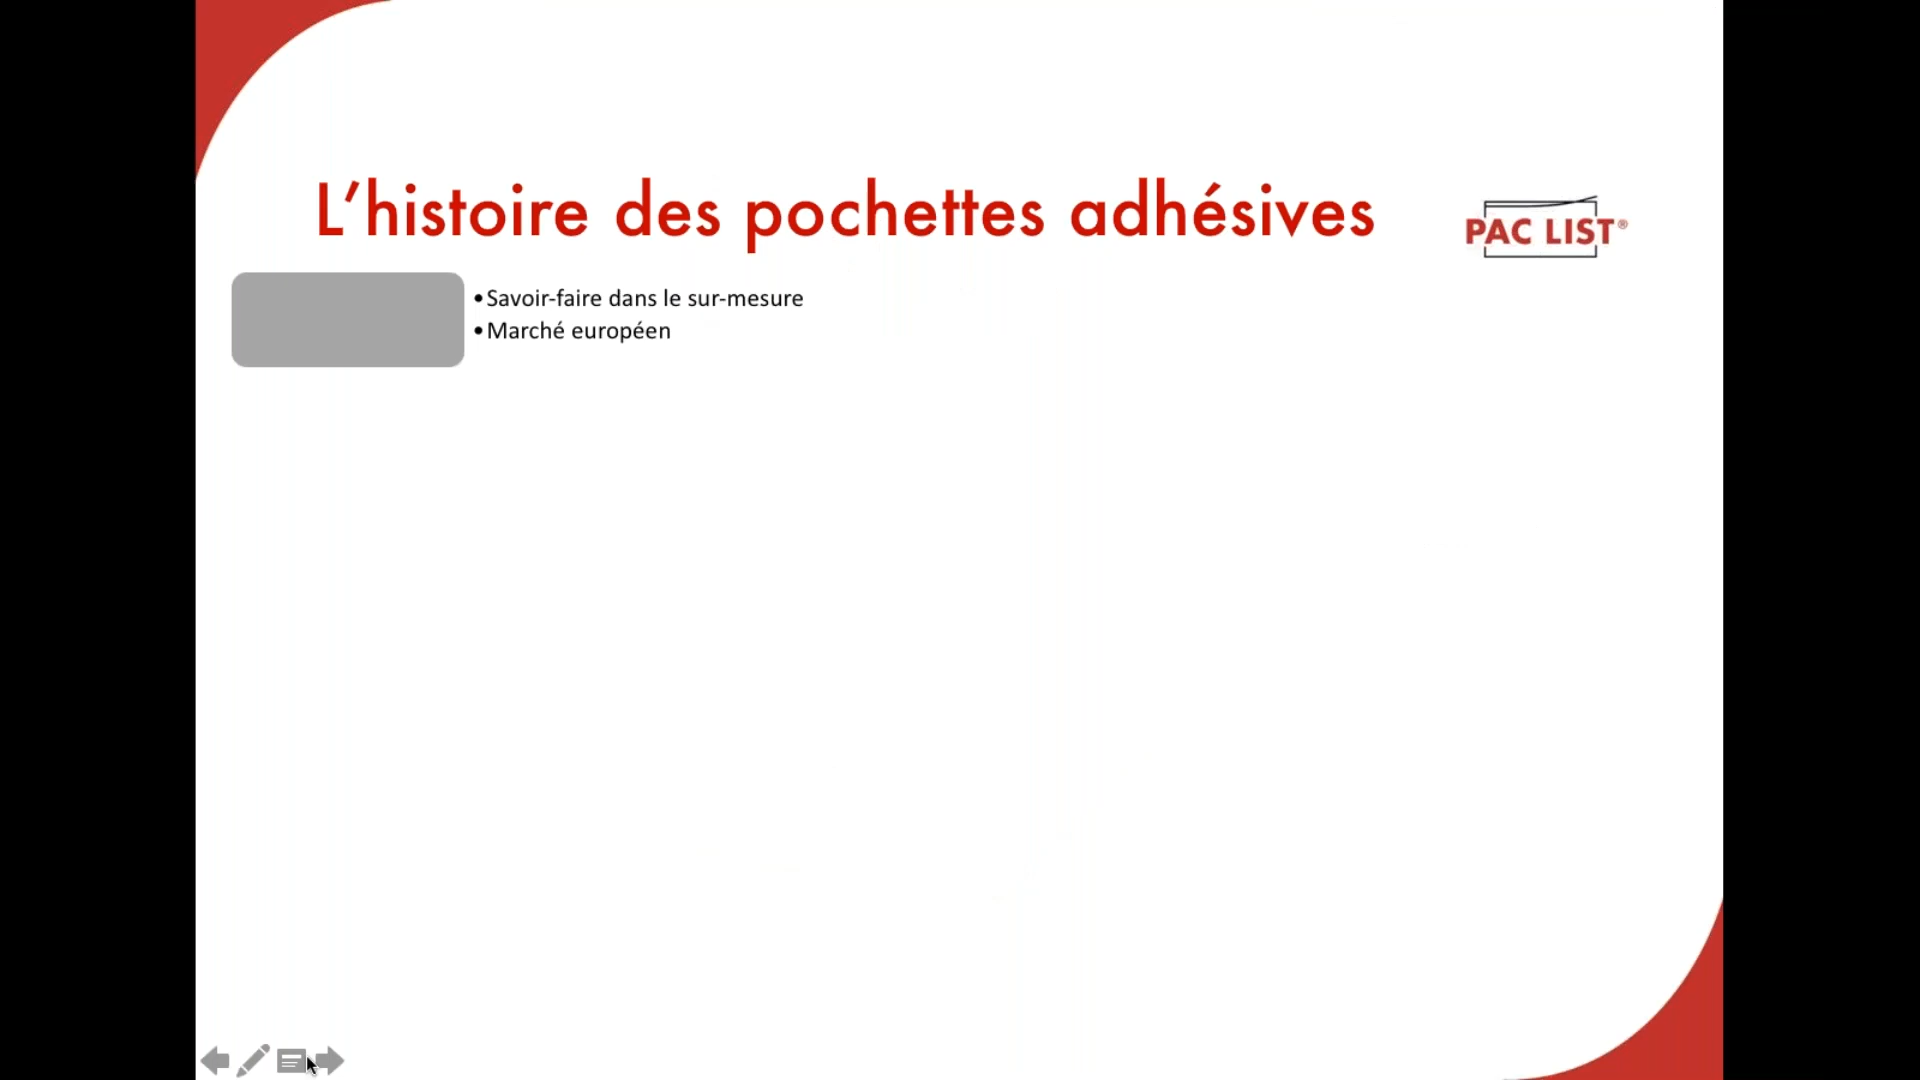 L’histoire des pochettes adhésives
PAC LIST®
•Savoir-faire dans le sur-mesure
•Marché européen